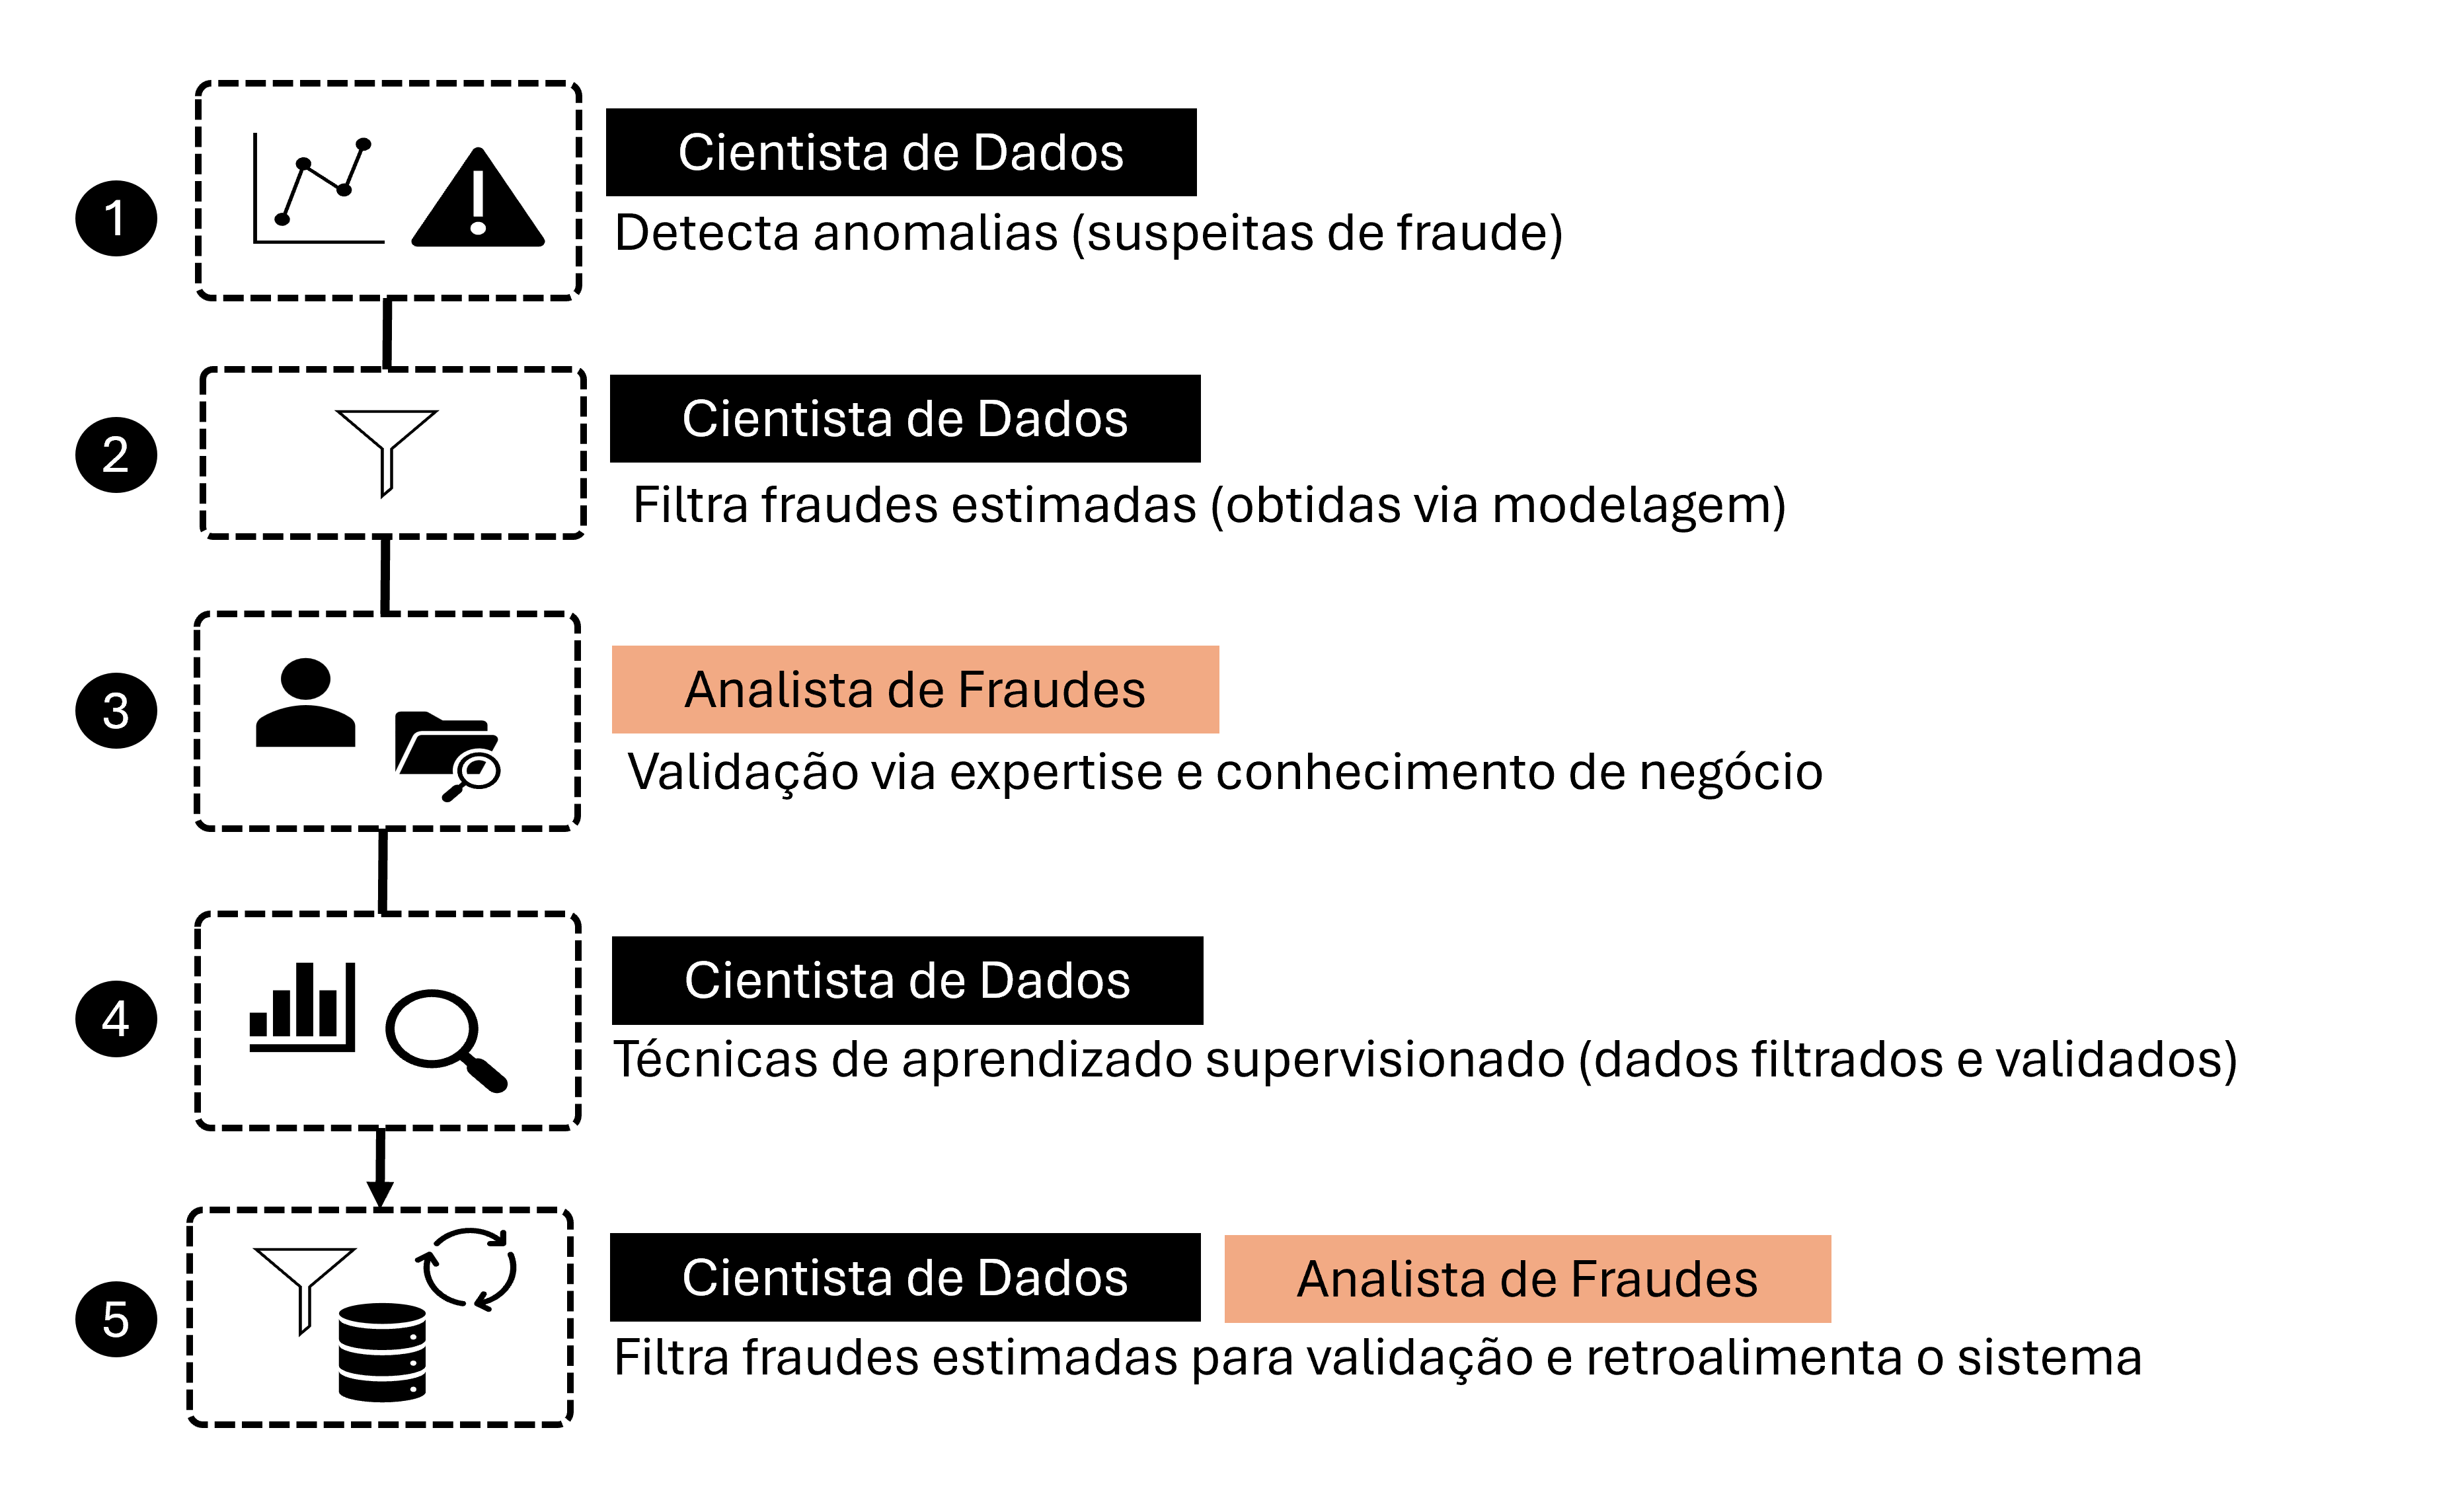 1
Cientista de Dados
Detecta anomalias (suspeitas de fraude)
2
Cientista de Dados
Filtra fraudes estimadas (obtidas via modelagem)
3
Analista de Fraudes
Validação via expertise e conhecimento de negócio
4
Cientista de Dados
Técnicas de aprendizado supervisionado (dados filtrados e validados)
5
Cientista de Dados
Analista de Fraudes
Filtra fraudes estimadas para validação e retroalimenta o sistema